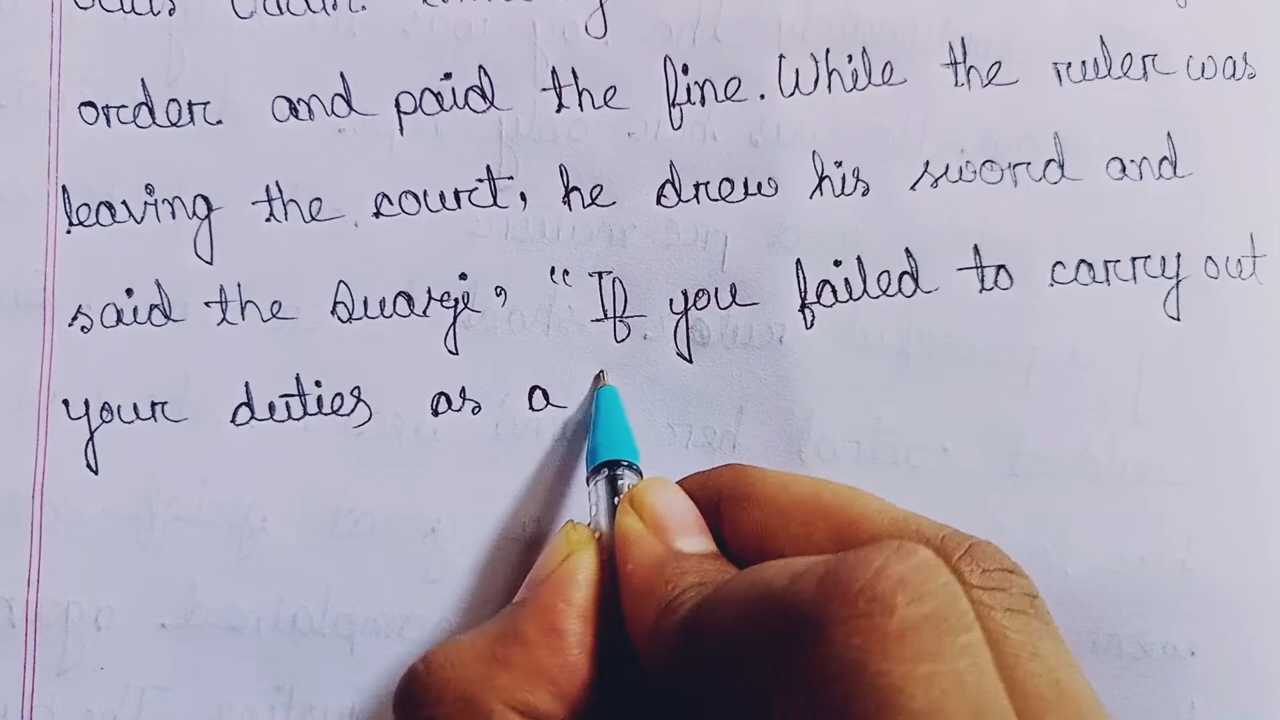 order and paid the fine. While the ruler was
leaving the court, he drew his sword and
said the Quargi, "If you failed to carry out
your duties as a